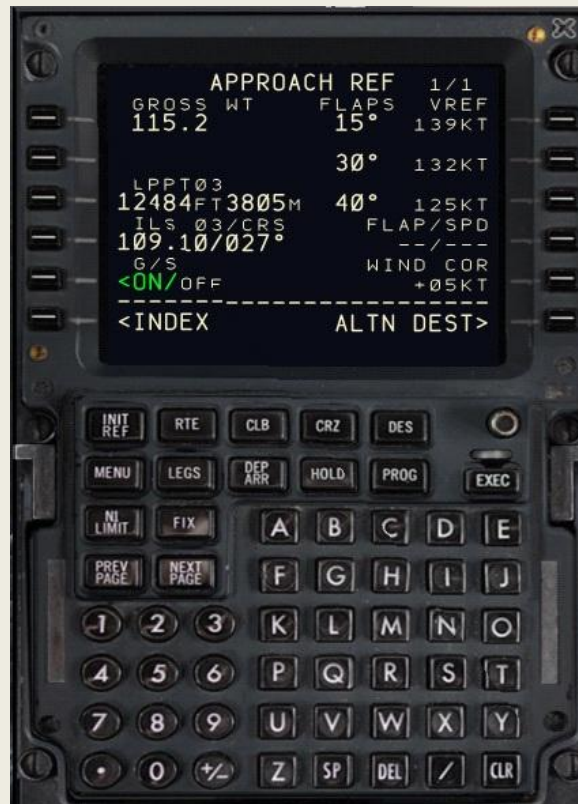 APPROACH REF 1/1
GROSS WT FLAPS VREF
115.2 15° 139KT
30° 132KT
LPPT03
12484FT3805M 40° 125KT
ILS 03/CRS FLAP/SPD
109.10/027° --/---
G/S WIND COR
<ON/OFF +05KT
------------------------
<INDEX ALTN DEST>
INIT REF RTE CLB CRZ DES
MENU LEGS DEP ARR HOLD PROG EXEC
N1 LIMIT FIX A B C D E
PREV PAGE NEXT PAGE F G H I J
1 2 3 K L M N O
4 5 6 P Q R S T
7 8 9 U V W X Y
. 0 +/- Z SP DEL / CLR